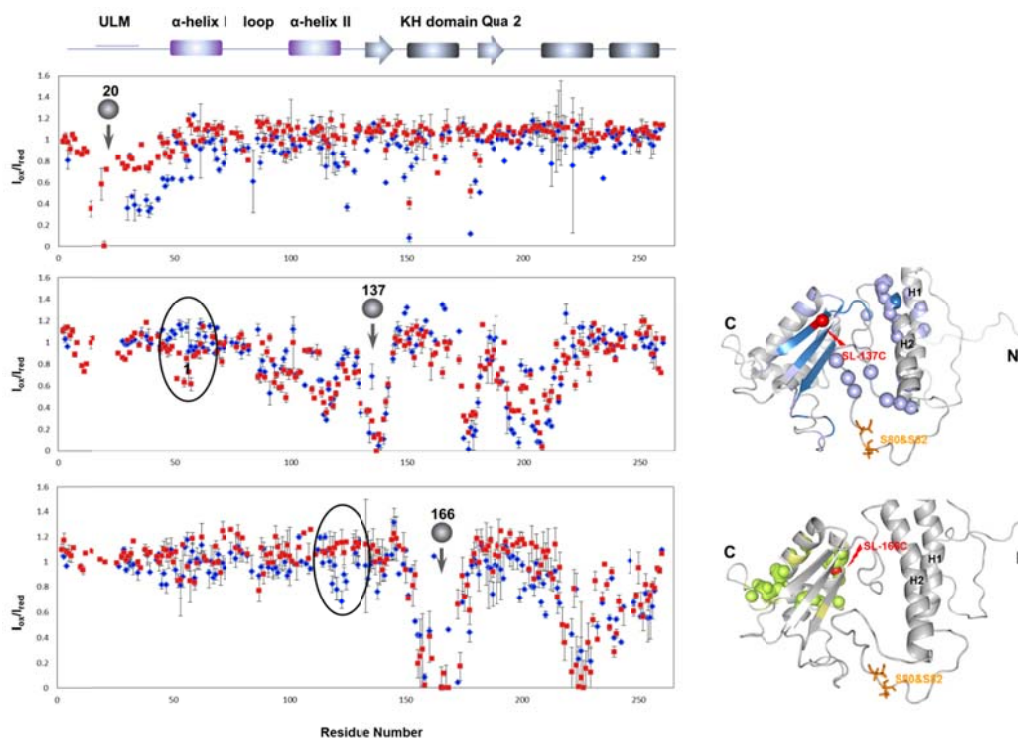 ULM α-helix I loop α-helix II KH domain Qua 2
1.6
1.4
1.2
1
0.8
0.6
0.4
0.2
0
Iox/Ired
20
0 50 100 150 200 250
1.6
1.4
1.2
1
0.8
0.6
0.4
0.2
0
Iox/Ired
137
1
0 50 100 150 200 250
C
H1
H2
N
SL-137C
S80&S82
1.6
1.4
1.2
1
0.8
0.6
0.4
0.2
0
Iox/Ired
166
0 50 100 150 200 250
Residue Number
C
SL-166C
H1
H2
S80&S82